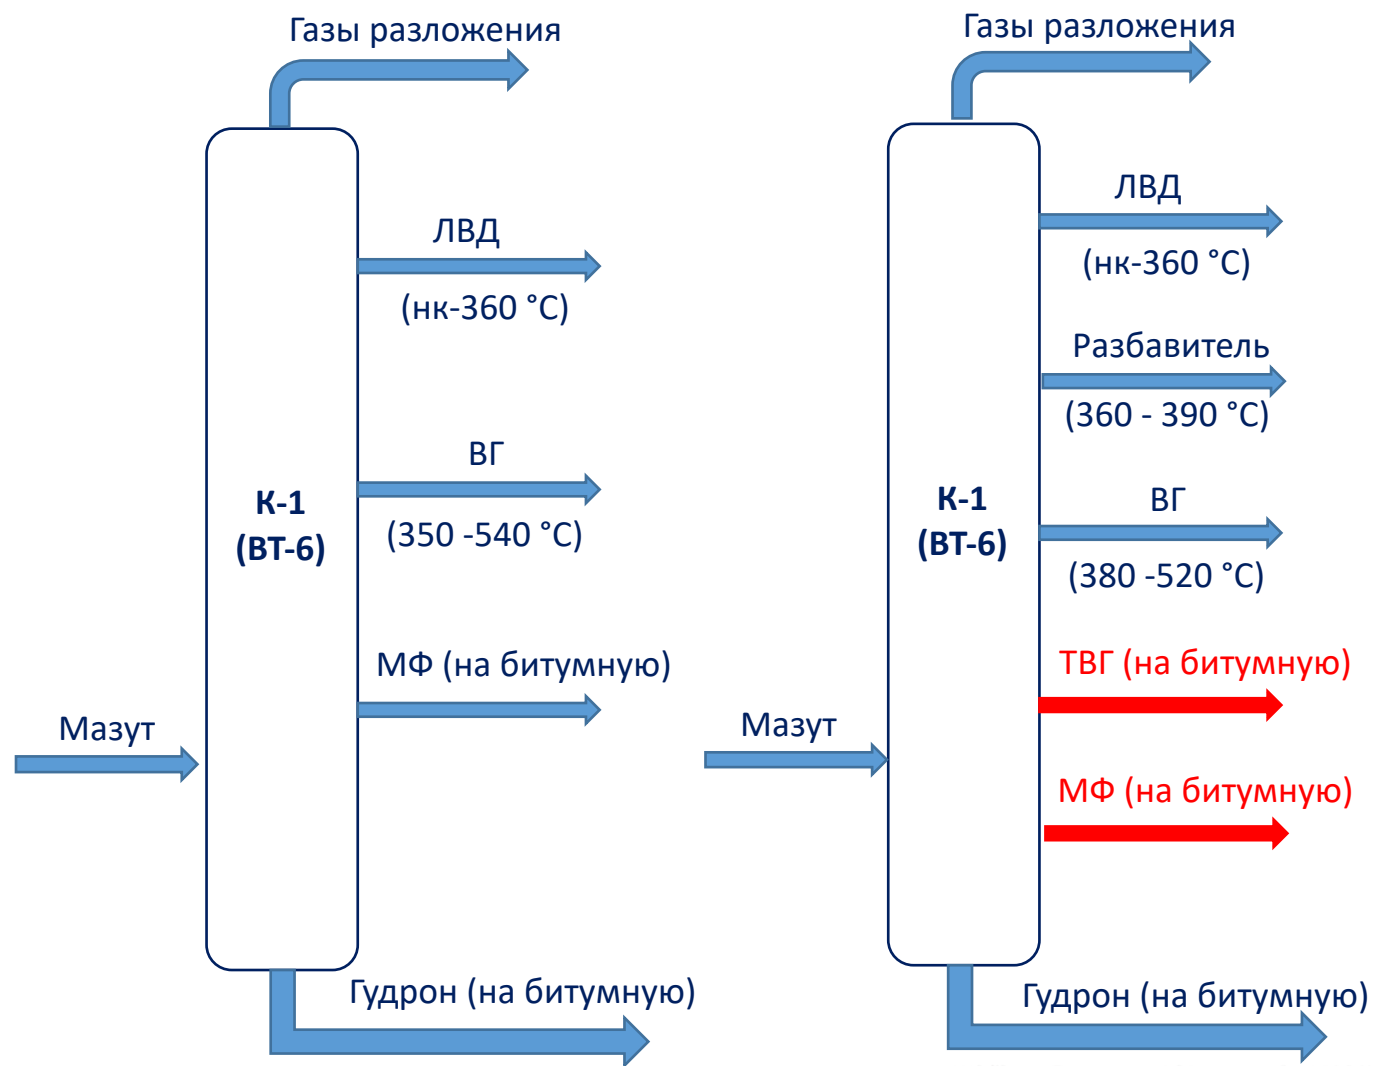 Газы разложения
ЛВД
(нк-360 °С)
ВГ
(350 -540 °С)
К-1
(ВТ-6)
МФ (на битумную)
Мазут
Гудрон (на битумную)
Газы разложения
ЛВД
(нк-360 °С)
Разбавитель
(360 - 390 °С)
ВГ
(380 -520 °С)
К-1
(ВТ-6)
ТВГ (на битумную)
Мазут
МФ (на битумную)
Гудрон (на битумную)